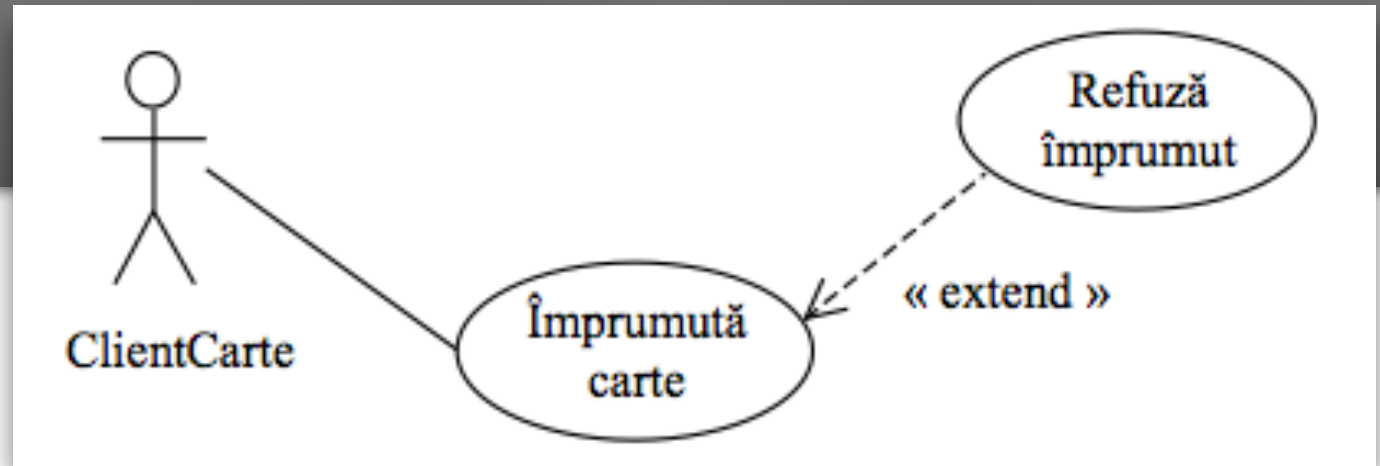 Refuză
împrumut
« extend »
Împrumută
carte
ClientCarte